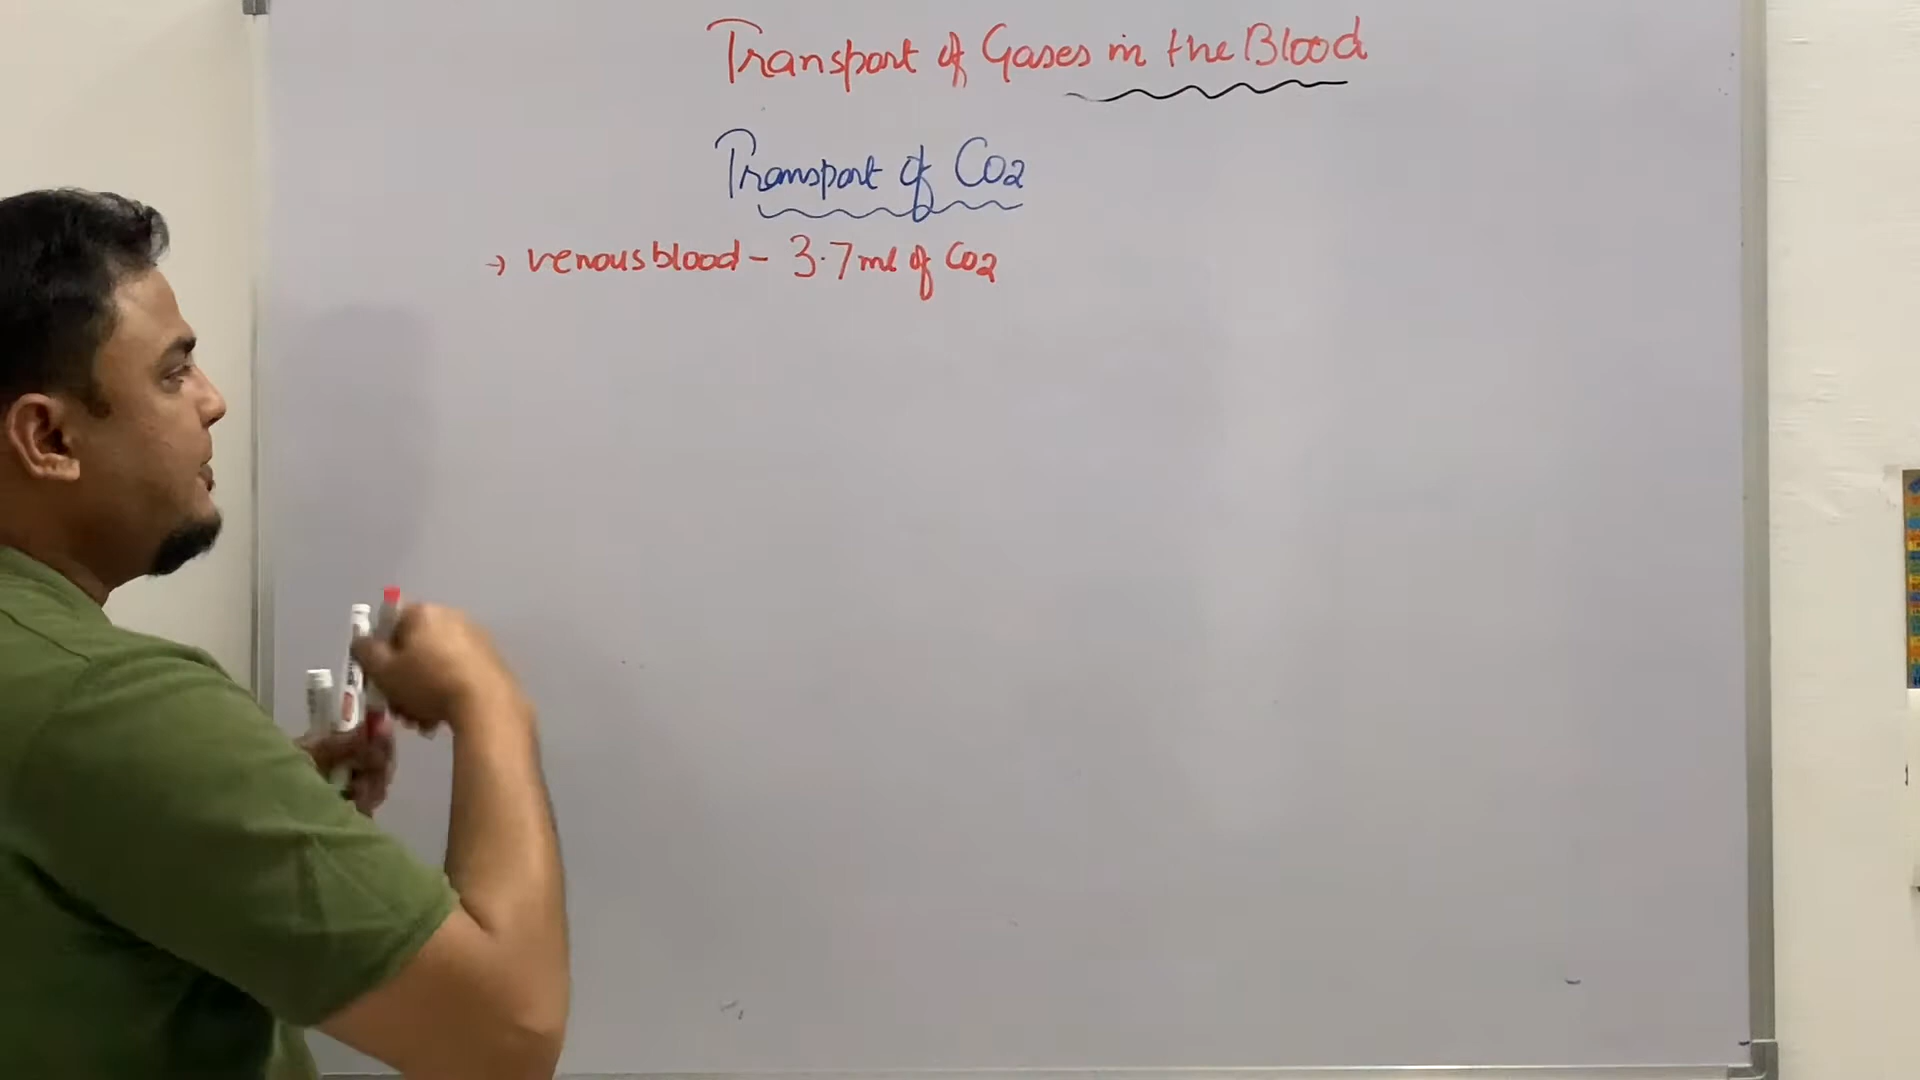 Transport of Gases in the Blood
Transport of CO2
→ venous blood - 3.7 ml of CO2